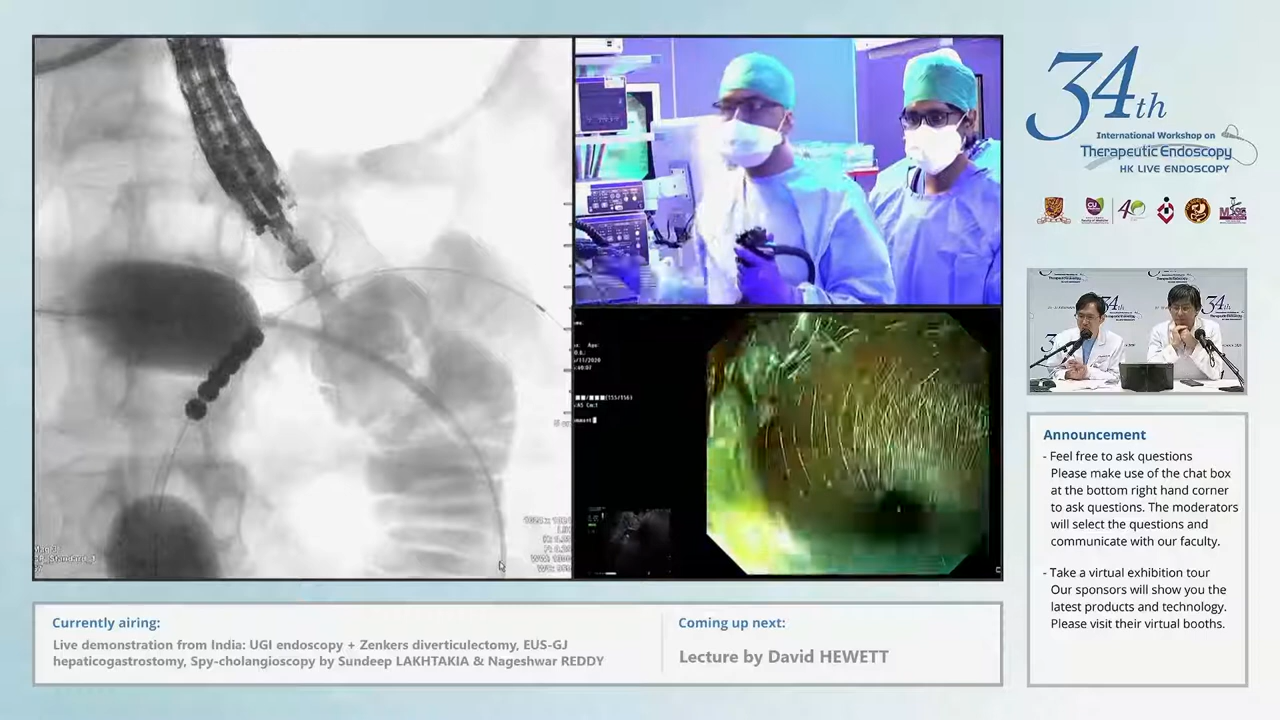 34th
International Workshop on
Therapeutic Endoscopy
HK LIVE ENDOSCOPY
Announcement
- Feel free to ask questions
Please make use of the chat box
at the bottom right hand corner
to ask questions. The moderators
will select the questions and
communicate with our faculty.
- Take a virtual exhibition tour
Our sponsors will show you the
latest products and technology.
Please visit their virtual booths.
Currently airing:
Live demonstration from India: UGI endoscopy + Zenkers diverticulectomy, EUS-GJ
hepaticogastrostomy, Spy-cholangioscopy by Sundeep LAKHTAKIA & Nageshwar REDDY
Coming up next:
Lecture by David HEWETT